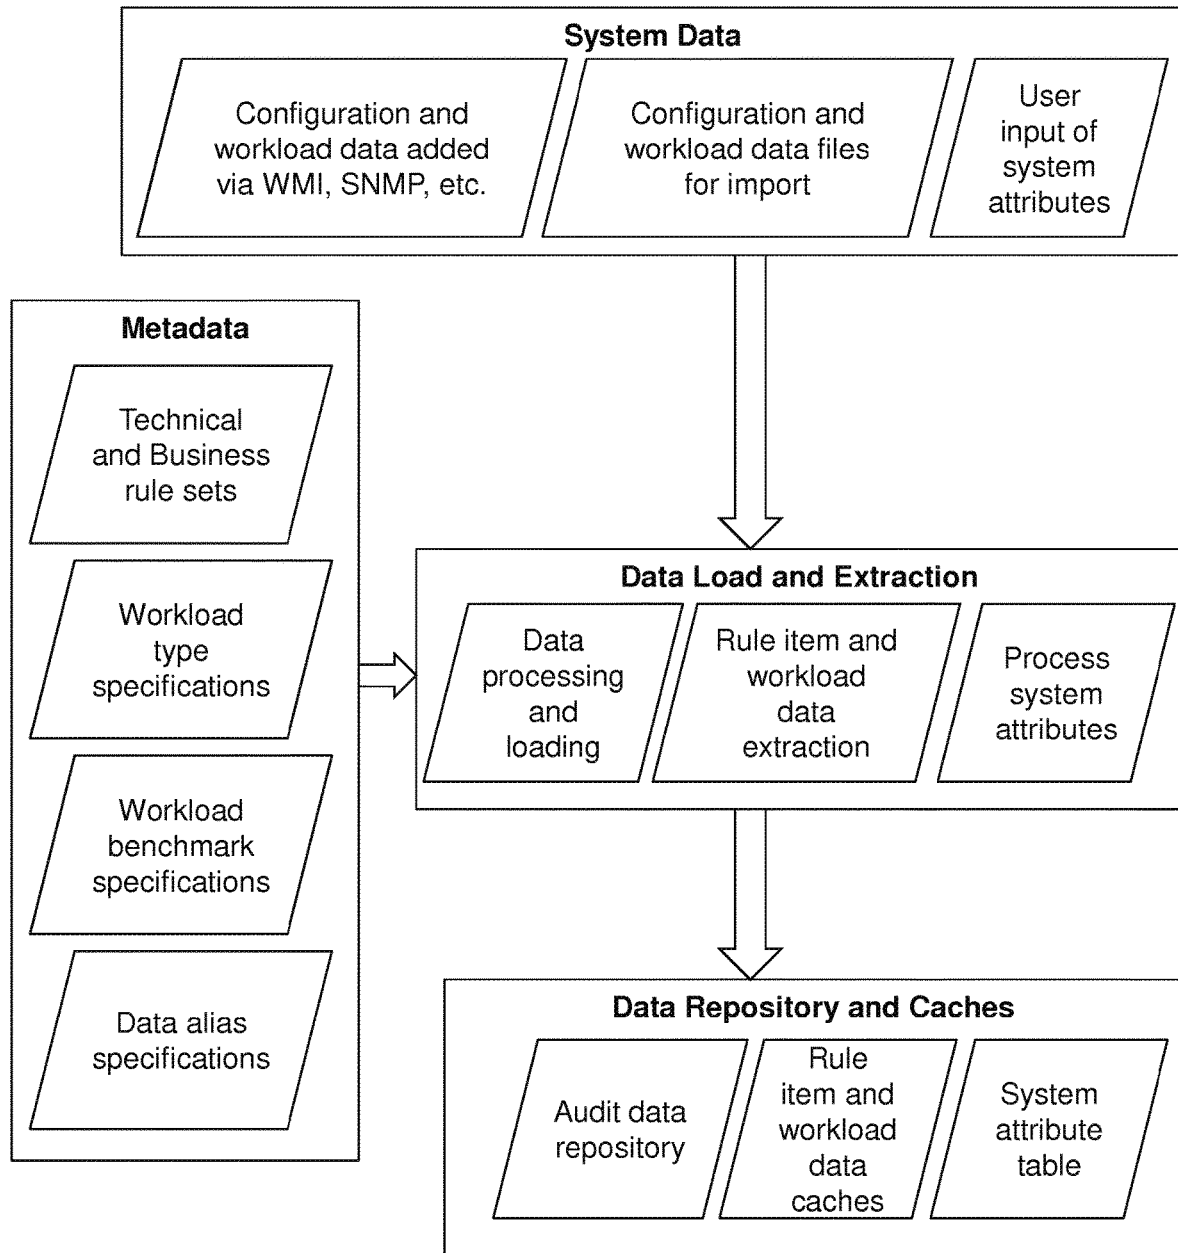 System Data
Configuration and
workload data added
via WMI, SNMP, etc.
Configuration and
workload data files
for import
User
input of
system
attributes
Metadata
Technical
and Business
rule sets
Workload
type
specifications
Workload
benchmark
specifications
Data alias
specifications
Data Load and Extraction
Data
processing
and
loading
Rule item and
workload
data
extraction
Process
system
attributes
Data Repository and Caches
Audit data
repository
Rule
item and
workload
data
caches
System
attribute
table